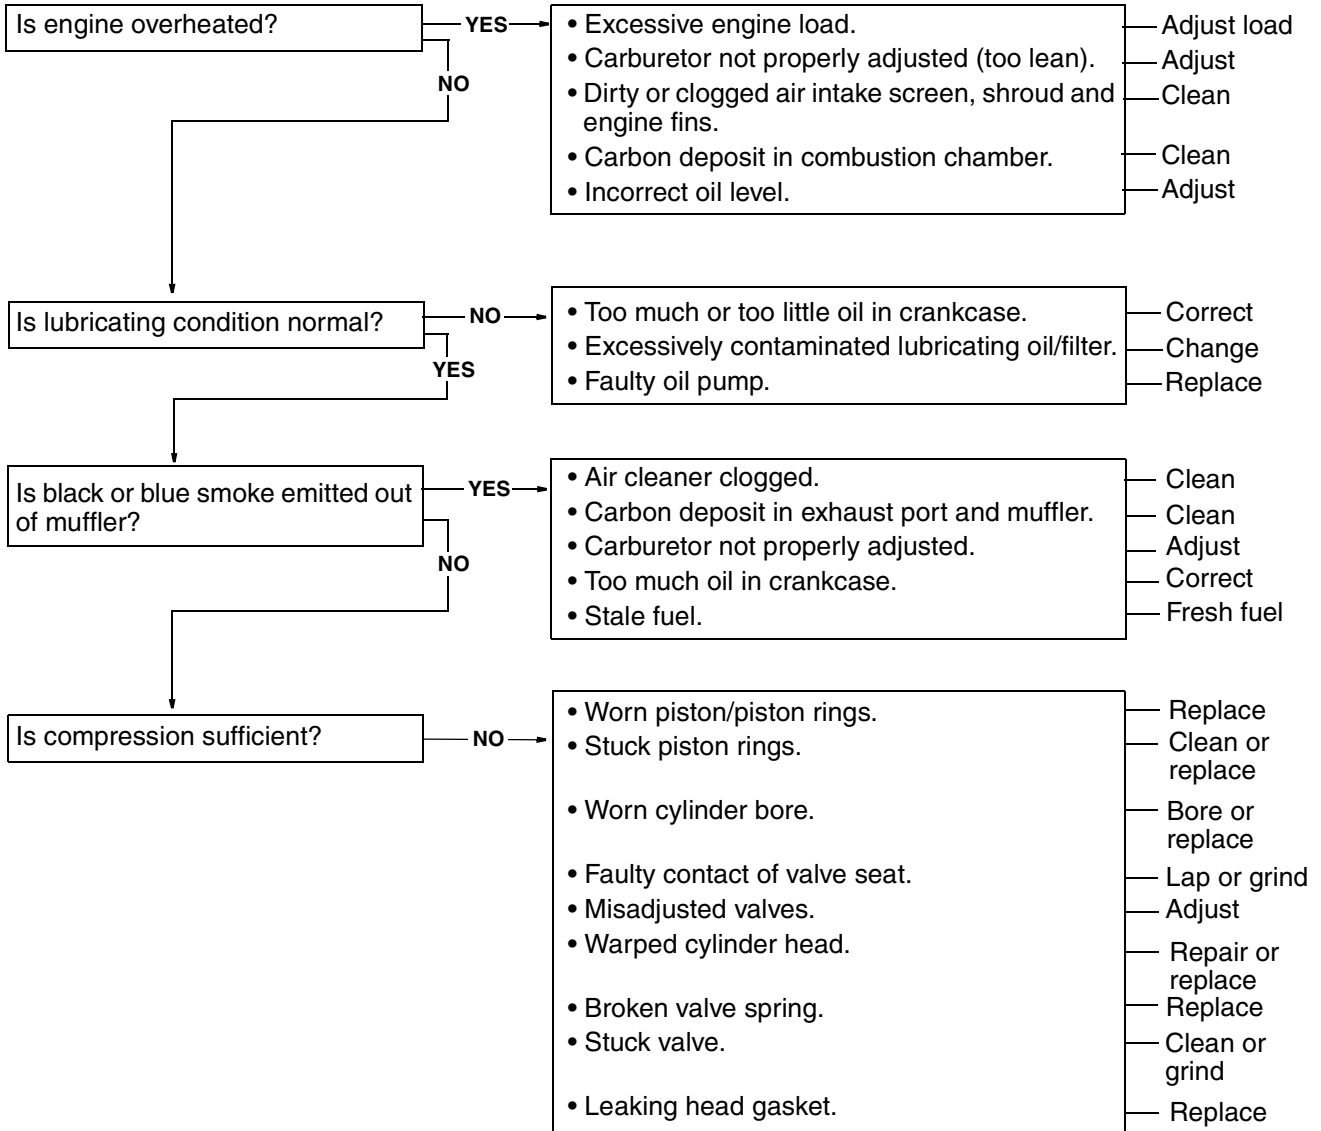 Is engine overheated?
YES
• Excessive engine load.
Adjust load
• Carburetor not properly adjusted (too lean).
Adjust
NO
• Dirty or clogged air intake screen, shroud and
engine fins.
Clean
• Carbon deposit in combustion chamber.
Clean
• Incorrect oil level.
Adjust
Is lubricating condition normal?
NO
• Too much or too little oil in crankcase.
Correct
• Excessively contaminated lubricating oil/filter.
Change
YES
• Faulty oil pump.
Replace
Is black or blue smoke emitted out
of muffler?
YES
• Air cleaner clogged.
Clean
• Carbon deposit in exhaust port and muffler.
Clean
• Carburetor not properly adjusted.
Adjust
NO
• Too much oil in crankcase.
Correct
• Stale fuel.
Fresh fuel
Is compression sufficient?
NO
• Worn piston/piston rings.
Replace
• Stuck piston rings.
Clean or
replace
• Worn cylinder bore.
Bore or
replace
• Faulty contact of valve seat.
Lap or grind
• Misadjusted valves.
Adjust
• Warped cylinder head.
Repair or
replace
• Broken valve spring.
Replace
• Stuck valve.
Clean or
grind
• Leaking head gasket.
Replace